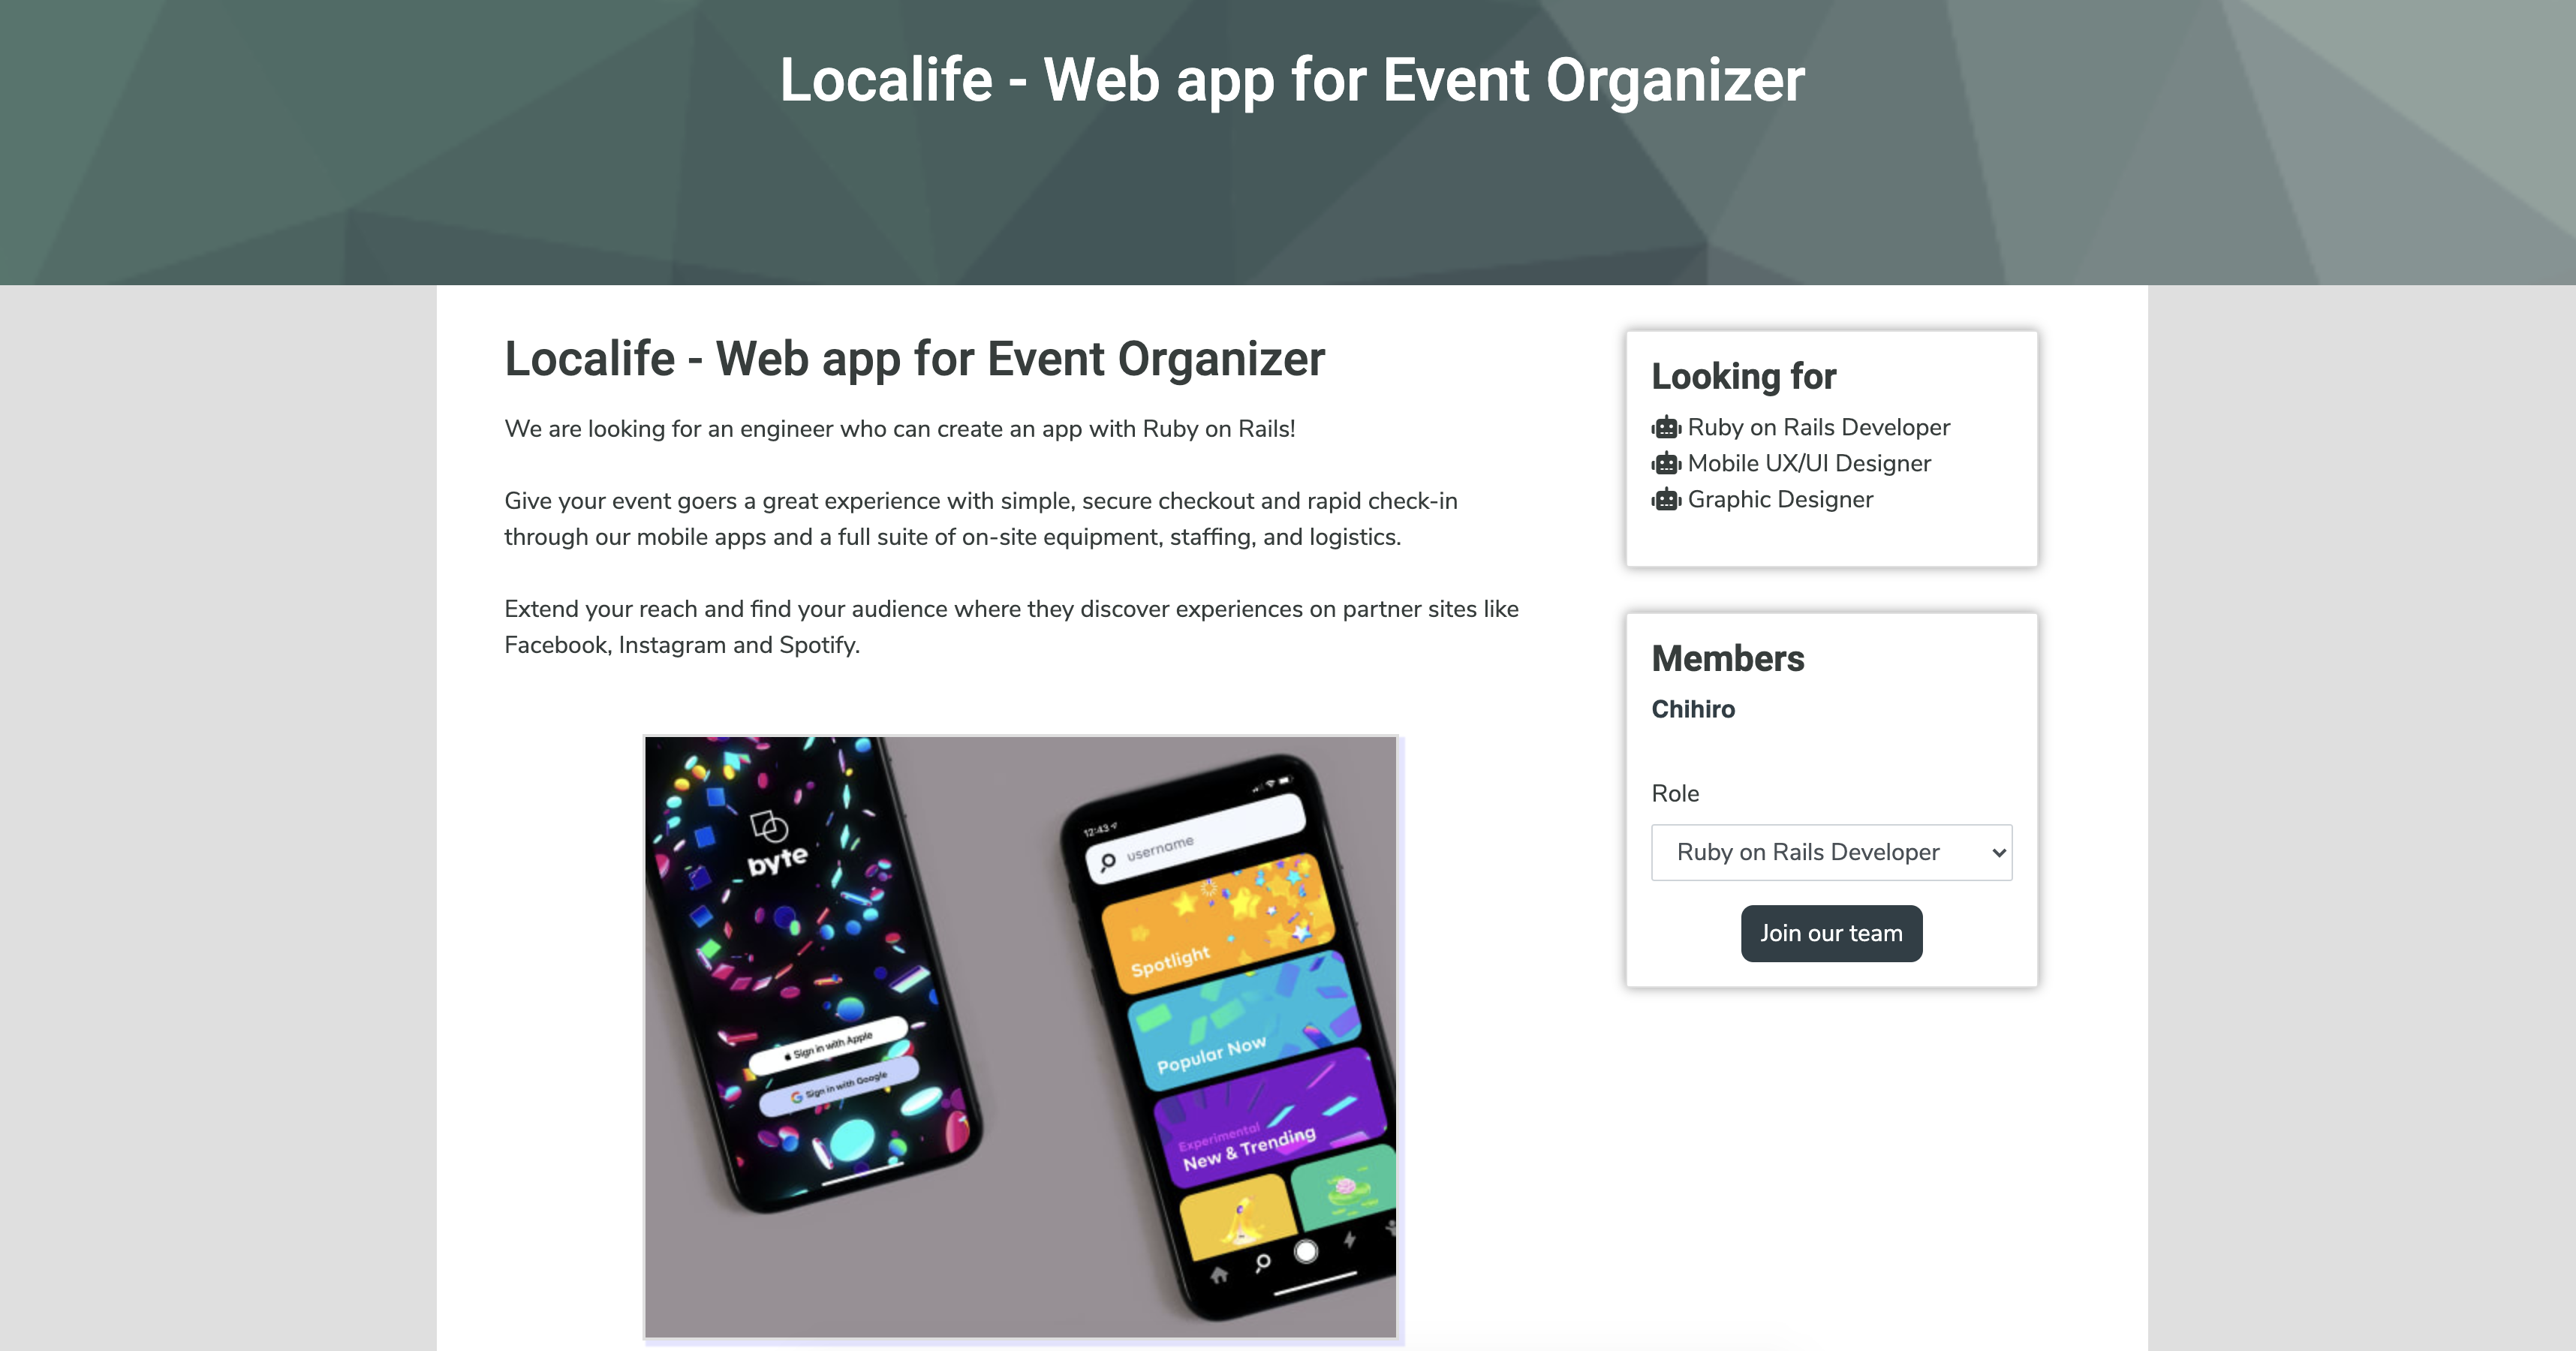 Localife - Web app for Event Organizer
Localife - Web app for Event Organizer
We are looking for an engineer who can create an app with Ruby on Rails!
Give your event goers a great experience with simple, secure checkout and rapid check-in
through our mobile apps and a full suite of on-site equipment, staffing, and logistics.
Extend your reach and find your audience where they discover experiences on partner sites like
Facebook, Instagram and Spotify.
byte
Sign in with Apple
G Sign in with Google
12:43
username
Spotlight
Popular Now
Experimental
New & Trending
Looking for
Ruby on Rails Developer
Mobile UX/UI Designer
Graphic Designer
Members
Chihiro
Role
Ruby on Rails Developer
Join our team